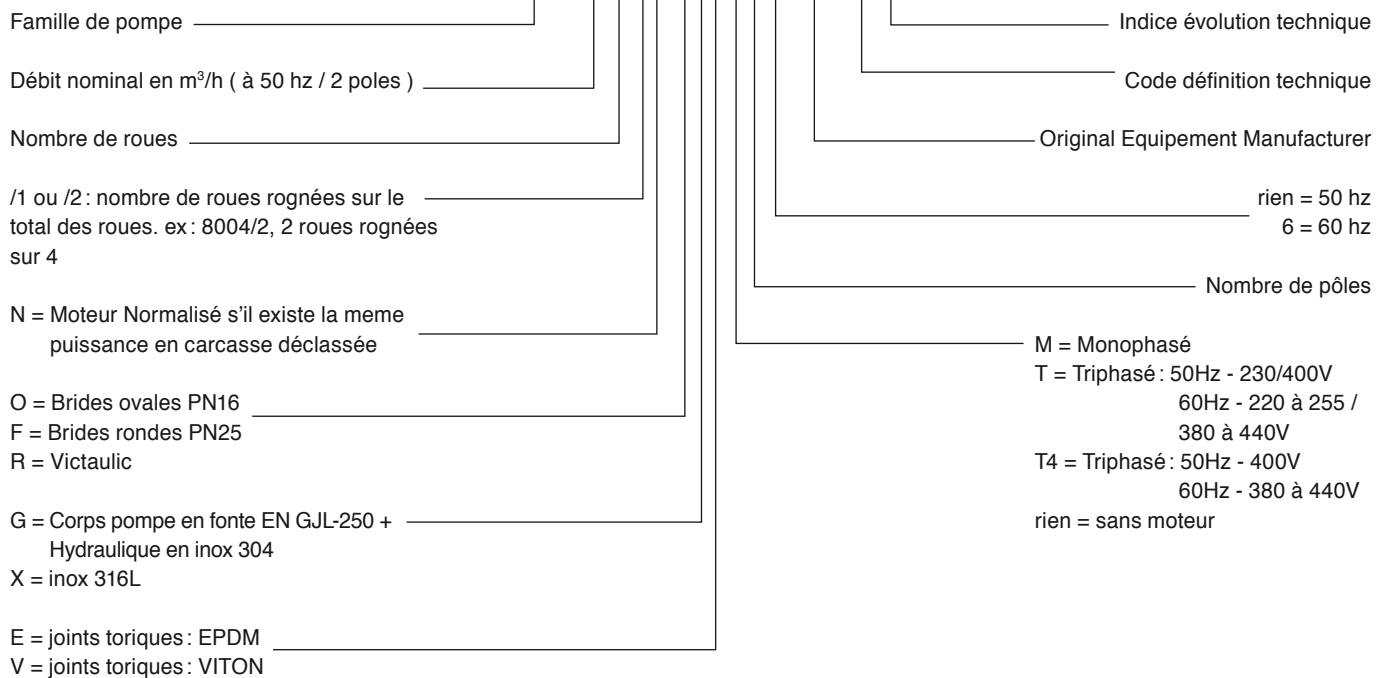 Famille de pompe
Débit nominal en m³/h ( à 50 hz / 2 poles )
Nombre de roues
/1 ou /2 : nombre de roues rognées sur le
total des roues. ex : 8004/2, 2 roues rognées
sur 4
N = Moteur Normalisé s’il existe la meme
puissance en carcasse déclassée
O = Brides ovales PN16
F = Brides rondes PN25
R = Victaulic
G = Corps pompe en fonte EN GJL-250 +
Hydraulique en inox 304
X = inox 316L
E = joints toriques : EPDM
V = joints toriques : VITON
Indice évolution technique
Code définition technique
Original Equipement Manufacturer
rien = 50 hz
6 = 60 hz
Nombre de pôles
M = Monophasé
T = Triphasé : 50Hz - 230/400V
60Hz - 220 à 255 /
380 à 440V
T4 = Triphasé : 50Hz - 400V
60Hz - 380 à 440V
rien = sans moteur